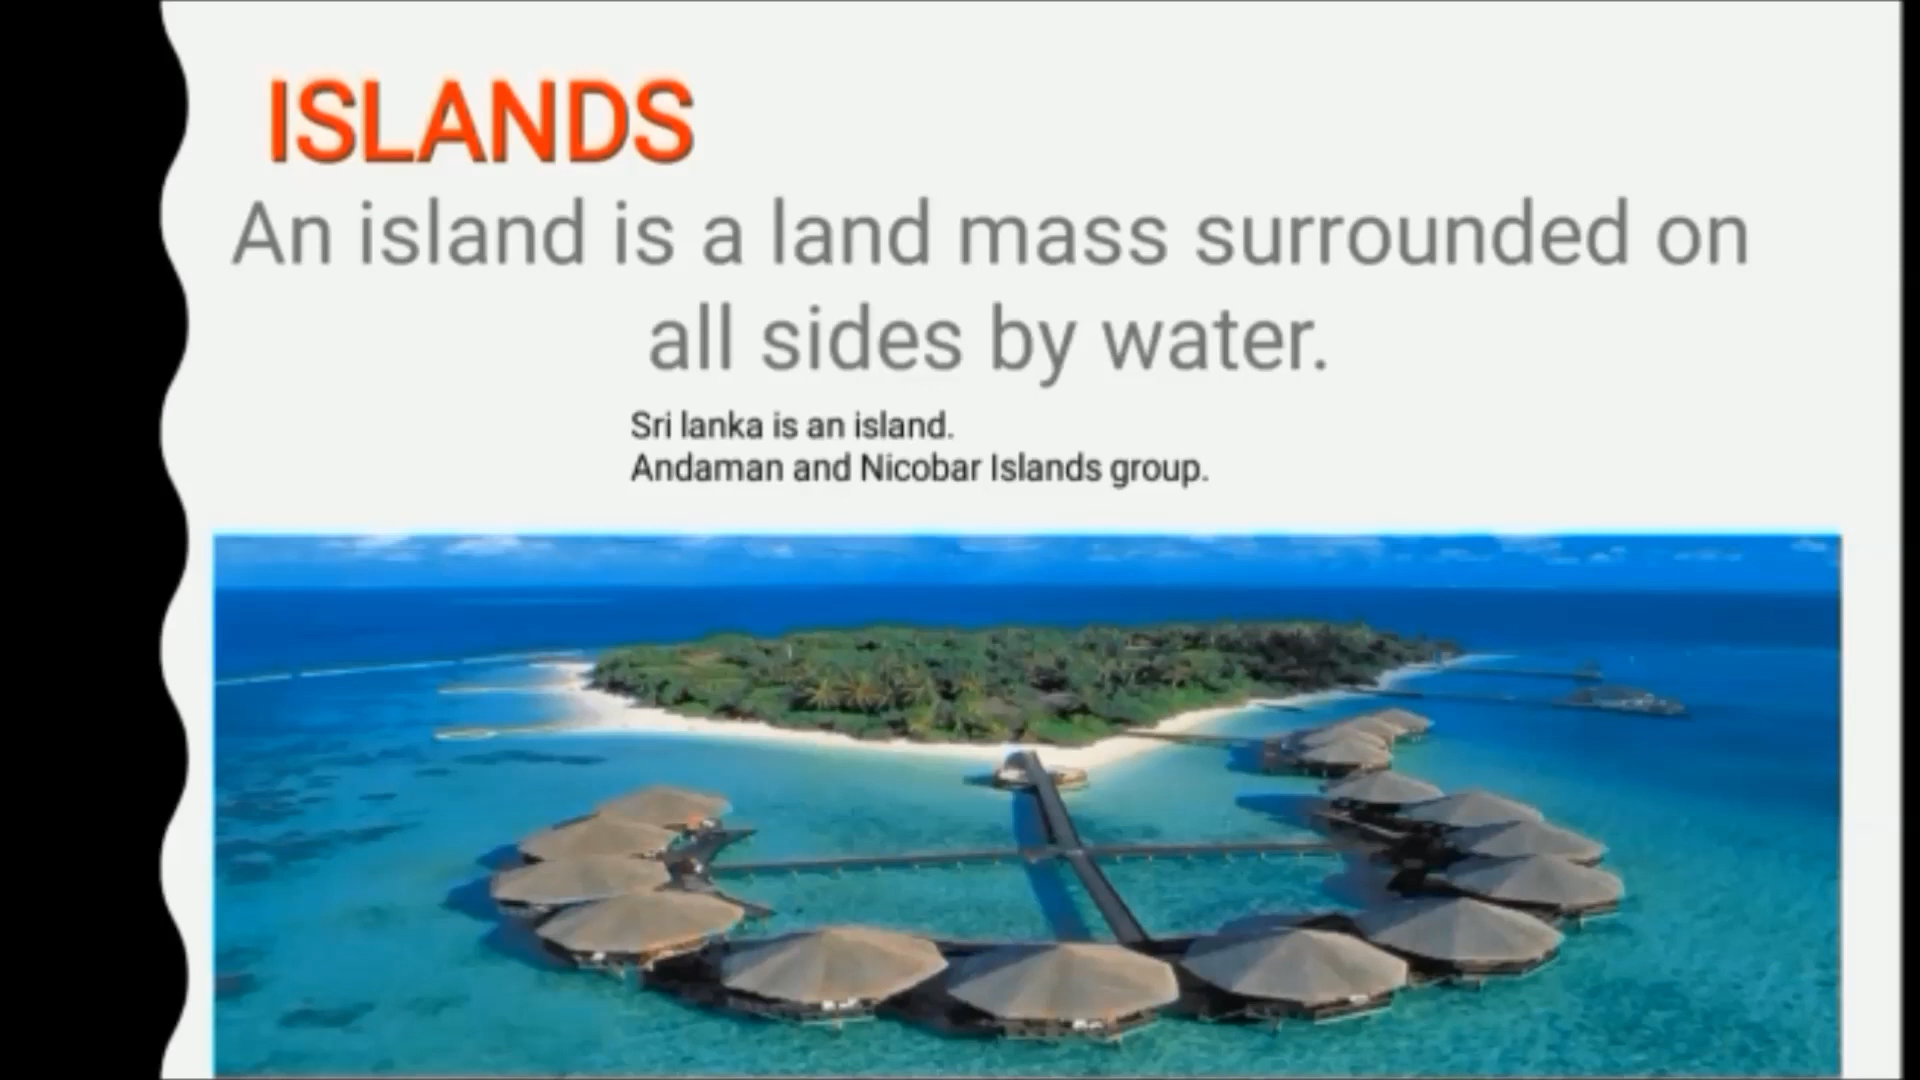 ISLANDS
An island is a land mass surrounded on
all sides by water.
Sri lanka is an island.
Andaman and Nicobar Islands group.